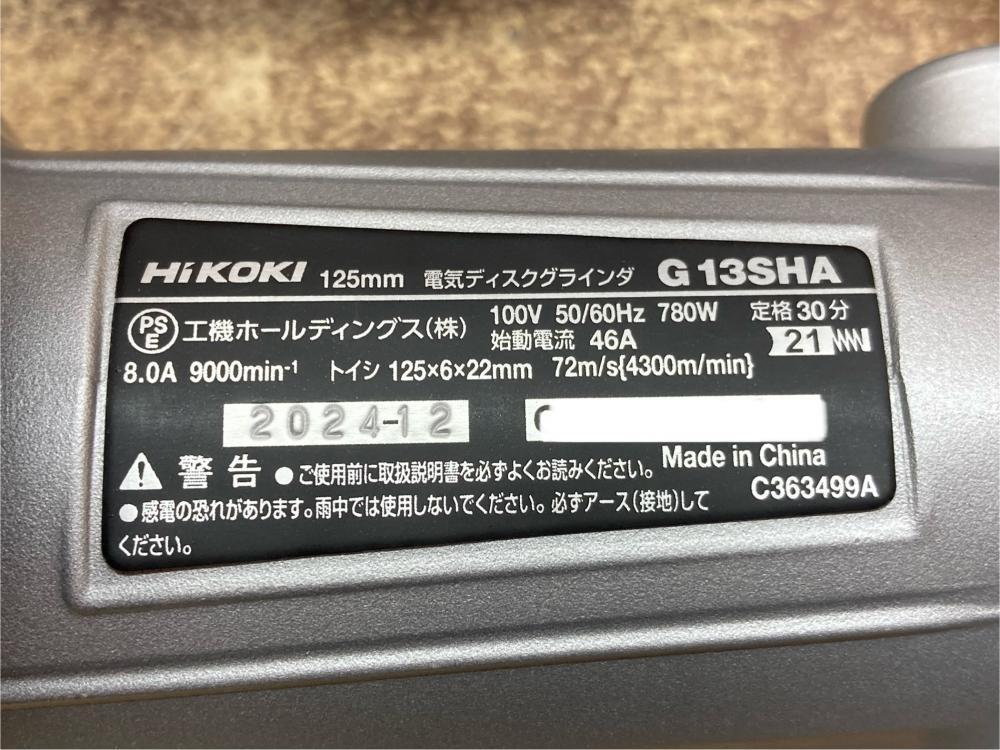 HiKOKI 125mm 電気ディスクグラインダ G13SHA
PSE 工機ホールディングス(株) 100V 50/60Hz 780W 定格30分
始動電流 46A 21
8.0A 9000min-1 トイシ 125×6×22mm 72m/s{4300m/min}
2024-12
警告 ●ご使用前に取扱説明書を必ずよくお読みください。 Made in China
●感電の恐れがあります。雨中では使用しないでください。必ずアース(接地)して C363499A
ください。